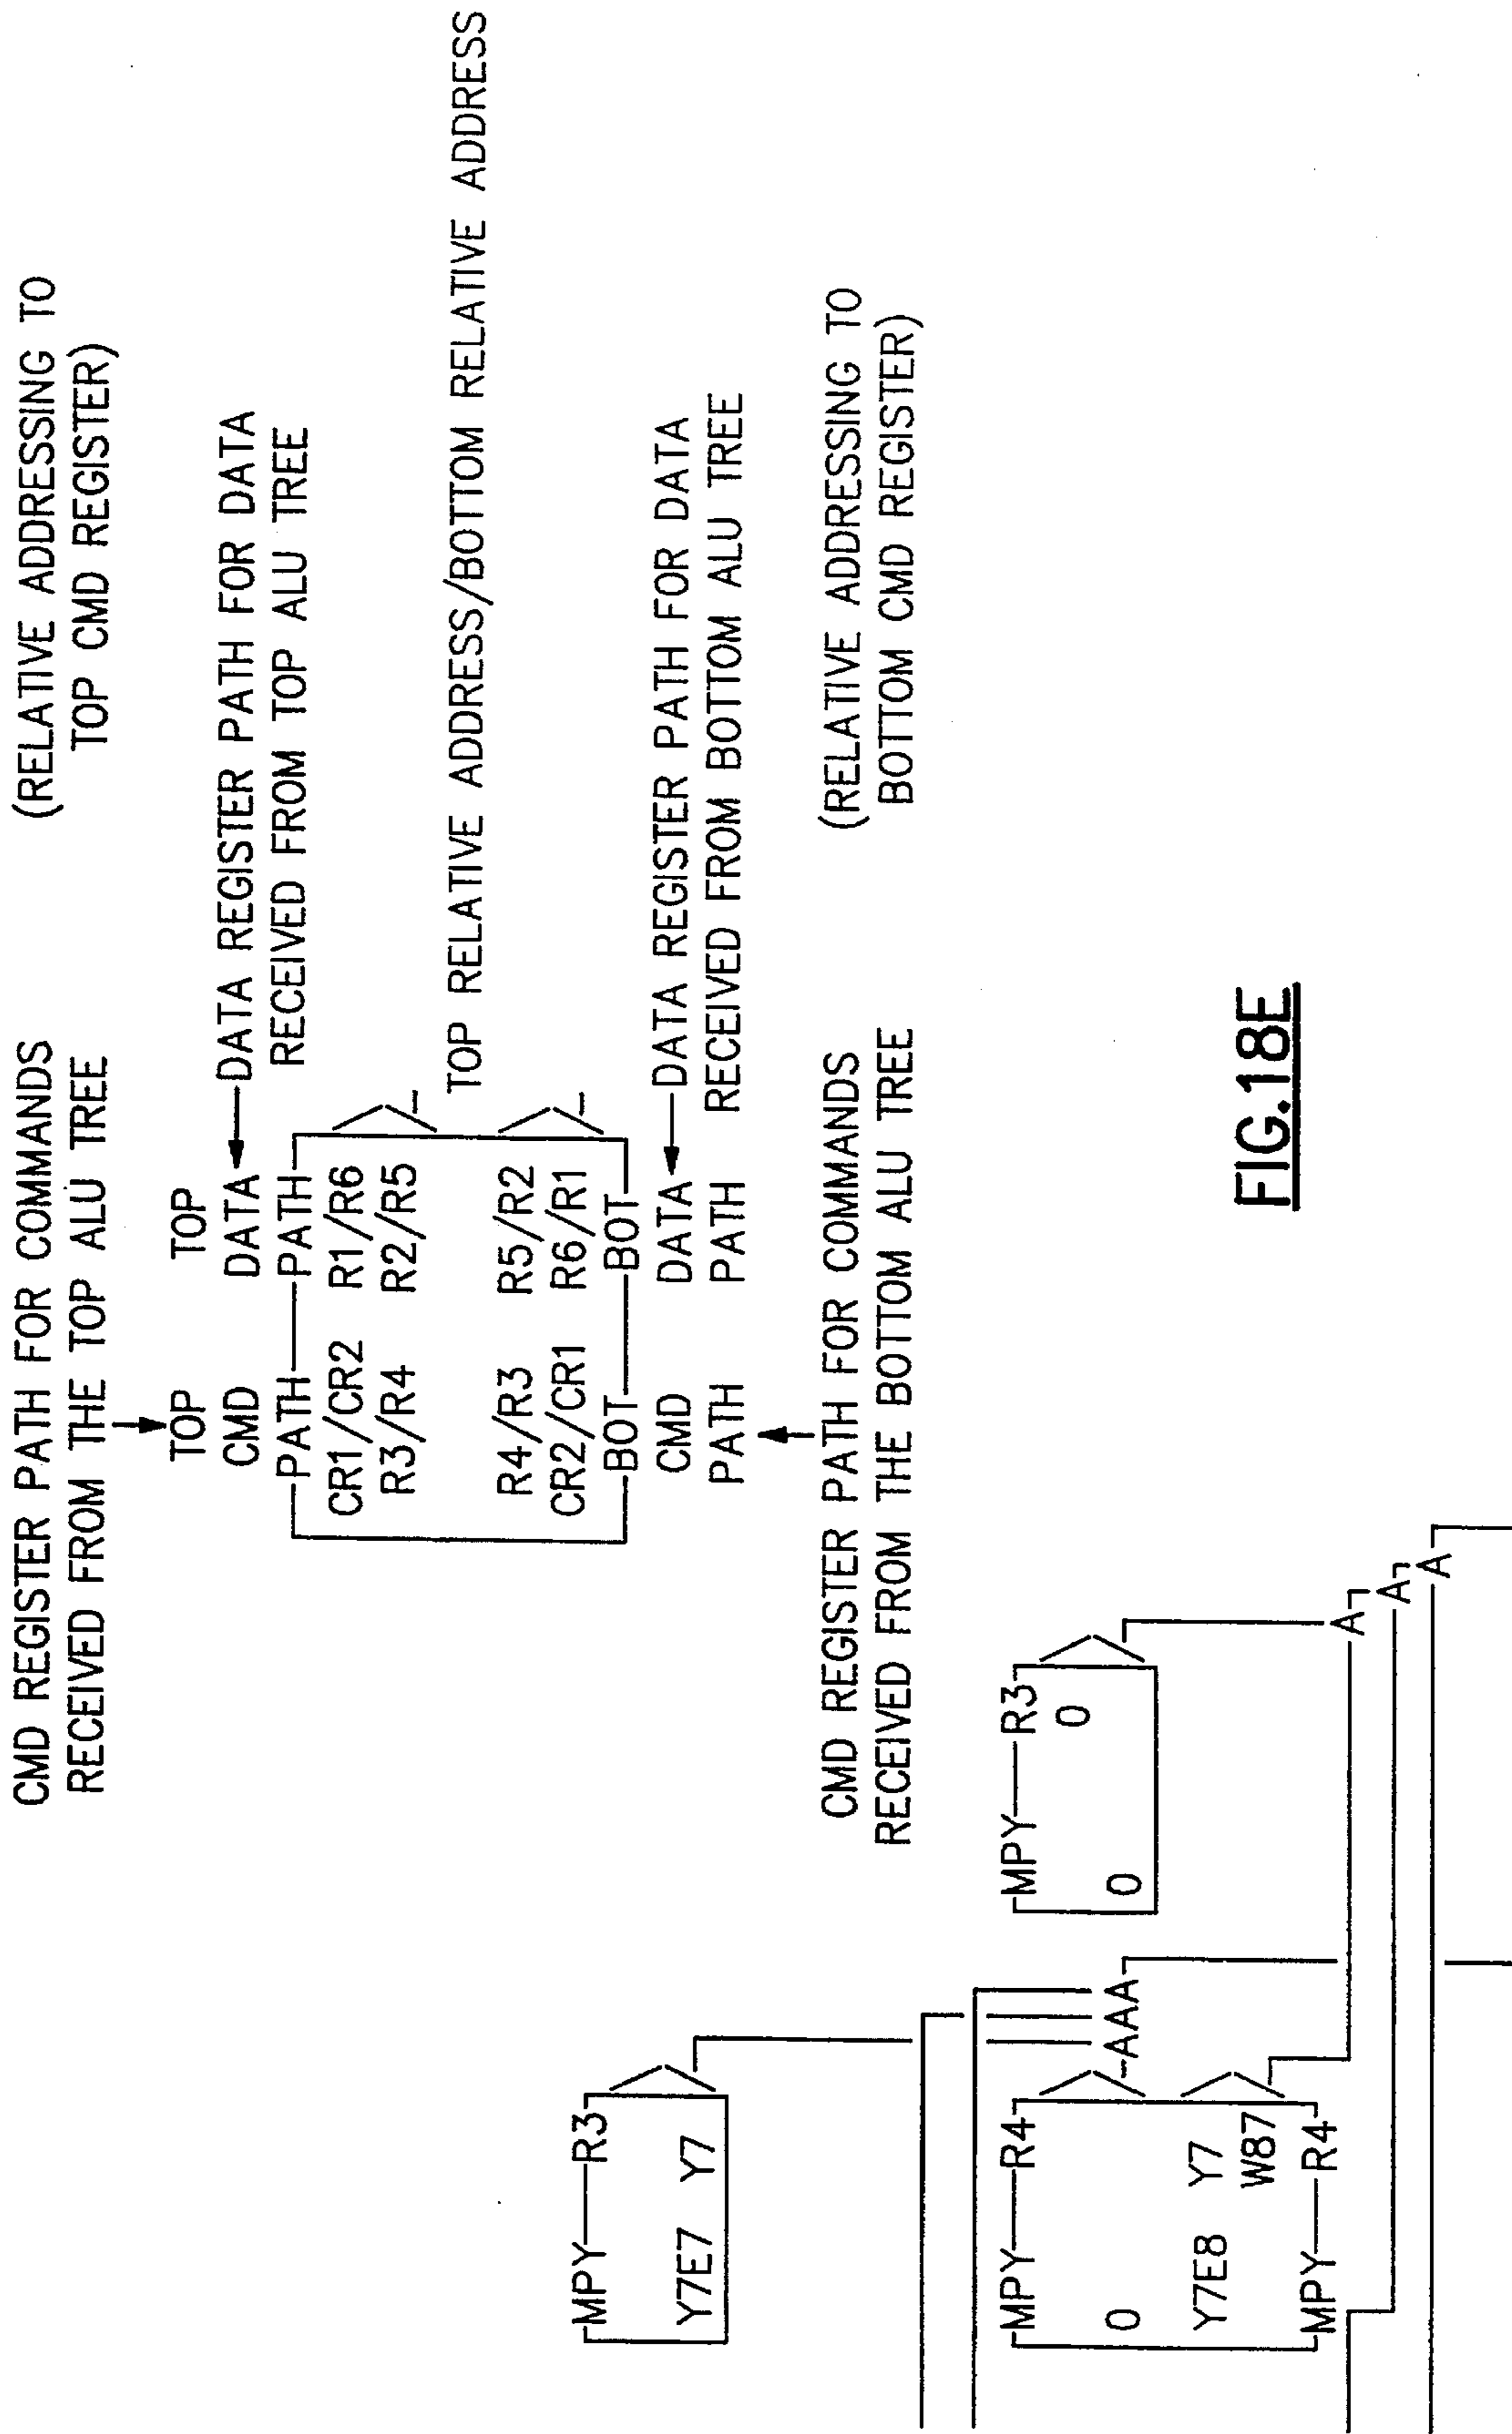 CMD REGISTER PATH FOR COMMANDS
RECEIVED FROM THE TOP ALU TREE
(RELATIVE ADDRESSING TO
TOP CMD REGISTER)
TOP TOP
CMD DATA DATA REGISTER PATH FOR DATA
PATH PATH RECEIVED FROM TOP ALU TREE
CR1/CR2 R1/R6
R3/R4 R2/R5
TOP RELATIVE ADDRESS/BOTTOM RELATIVE ADDRESS
R4/R3 R5/R2
CR2/CR1 R6/R1
BOT BOT
CMD DATA DATA REGISTER PATH FOR DATA
PATH PATH RECEIVED FROM BOTTOM ALU TREE
CMD REGISTER PATH FOR COMMANDS
RECEIVED FROM THE BOTTOM ALU TREE
(RELATIVE ADDRESSING TO
BOTTOM CMD REGISTER)
MPY R3
Y7E7 Y7
MPY R4
0
Y7E8 Y7
W87
MPY R4
AAA
MPY R3
0
0
A
A
A
FIG.18E